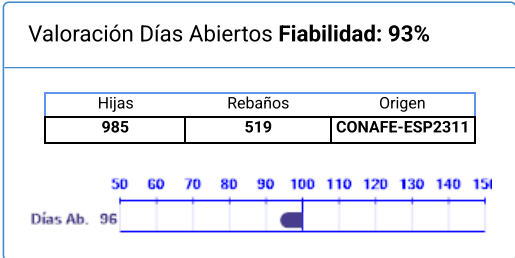 Valoración Días Abiertos Fiabilidad: 93%
Hijas Rebaños Origen
985 519 CONAFE-ESP2311
50 60 70 80 90 100 110 120 130 140
Días Ab. 96